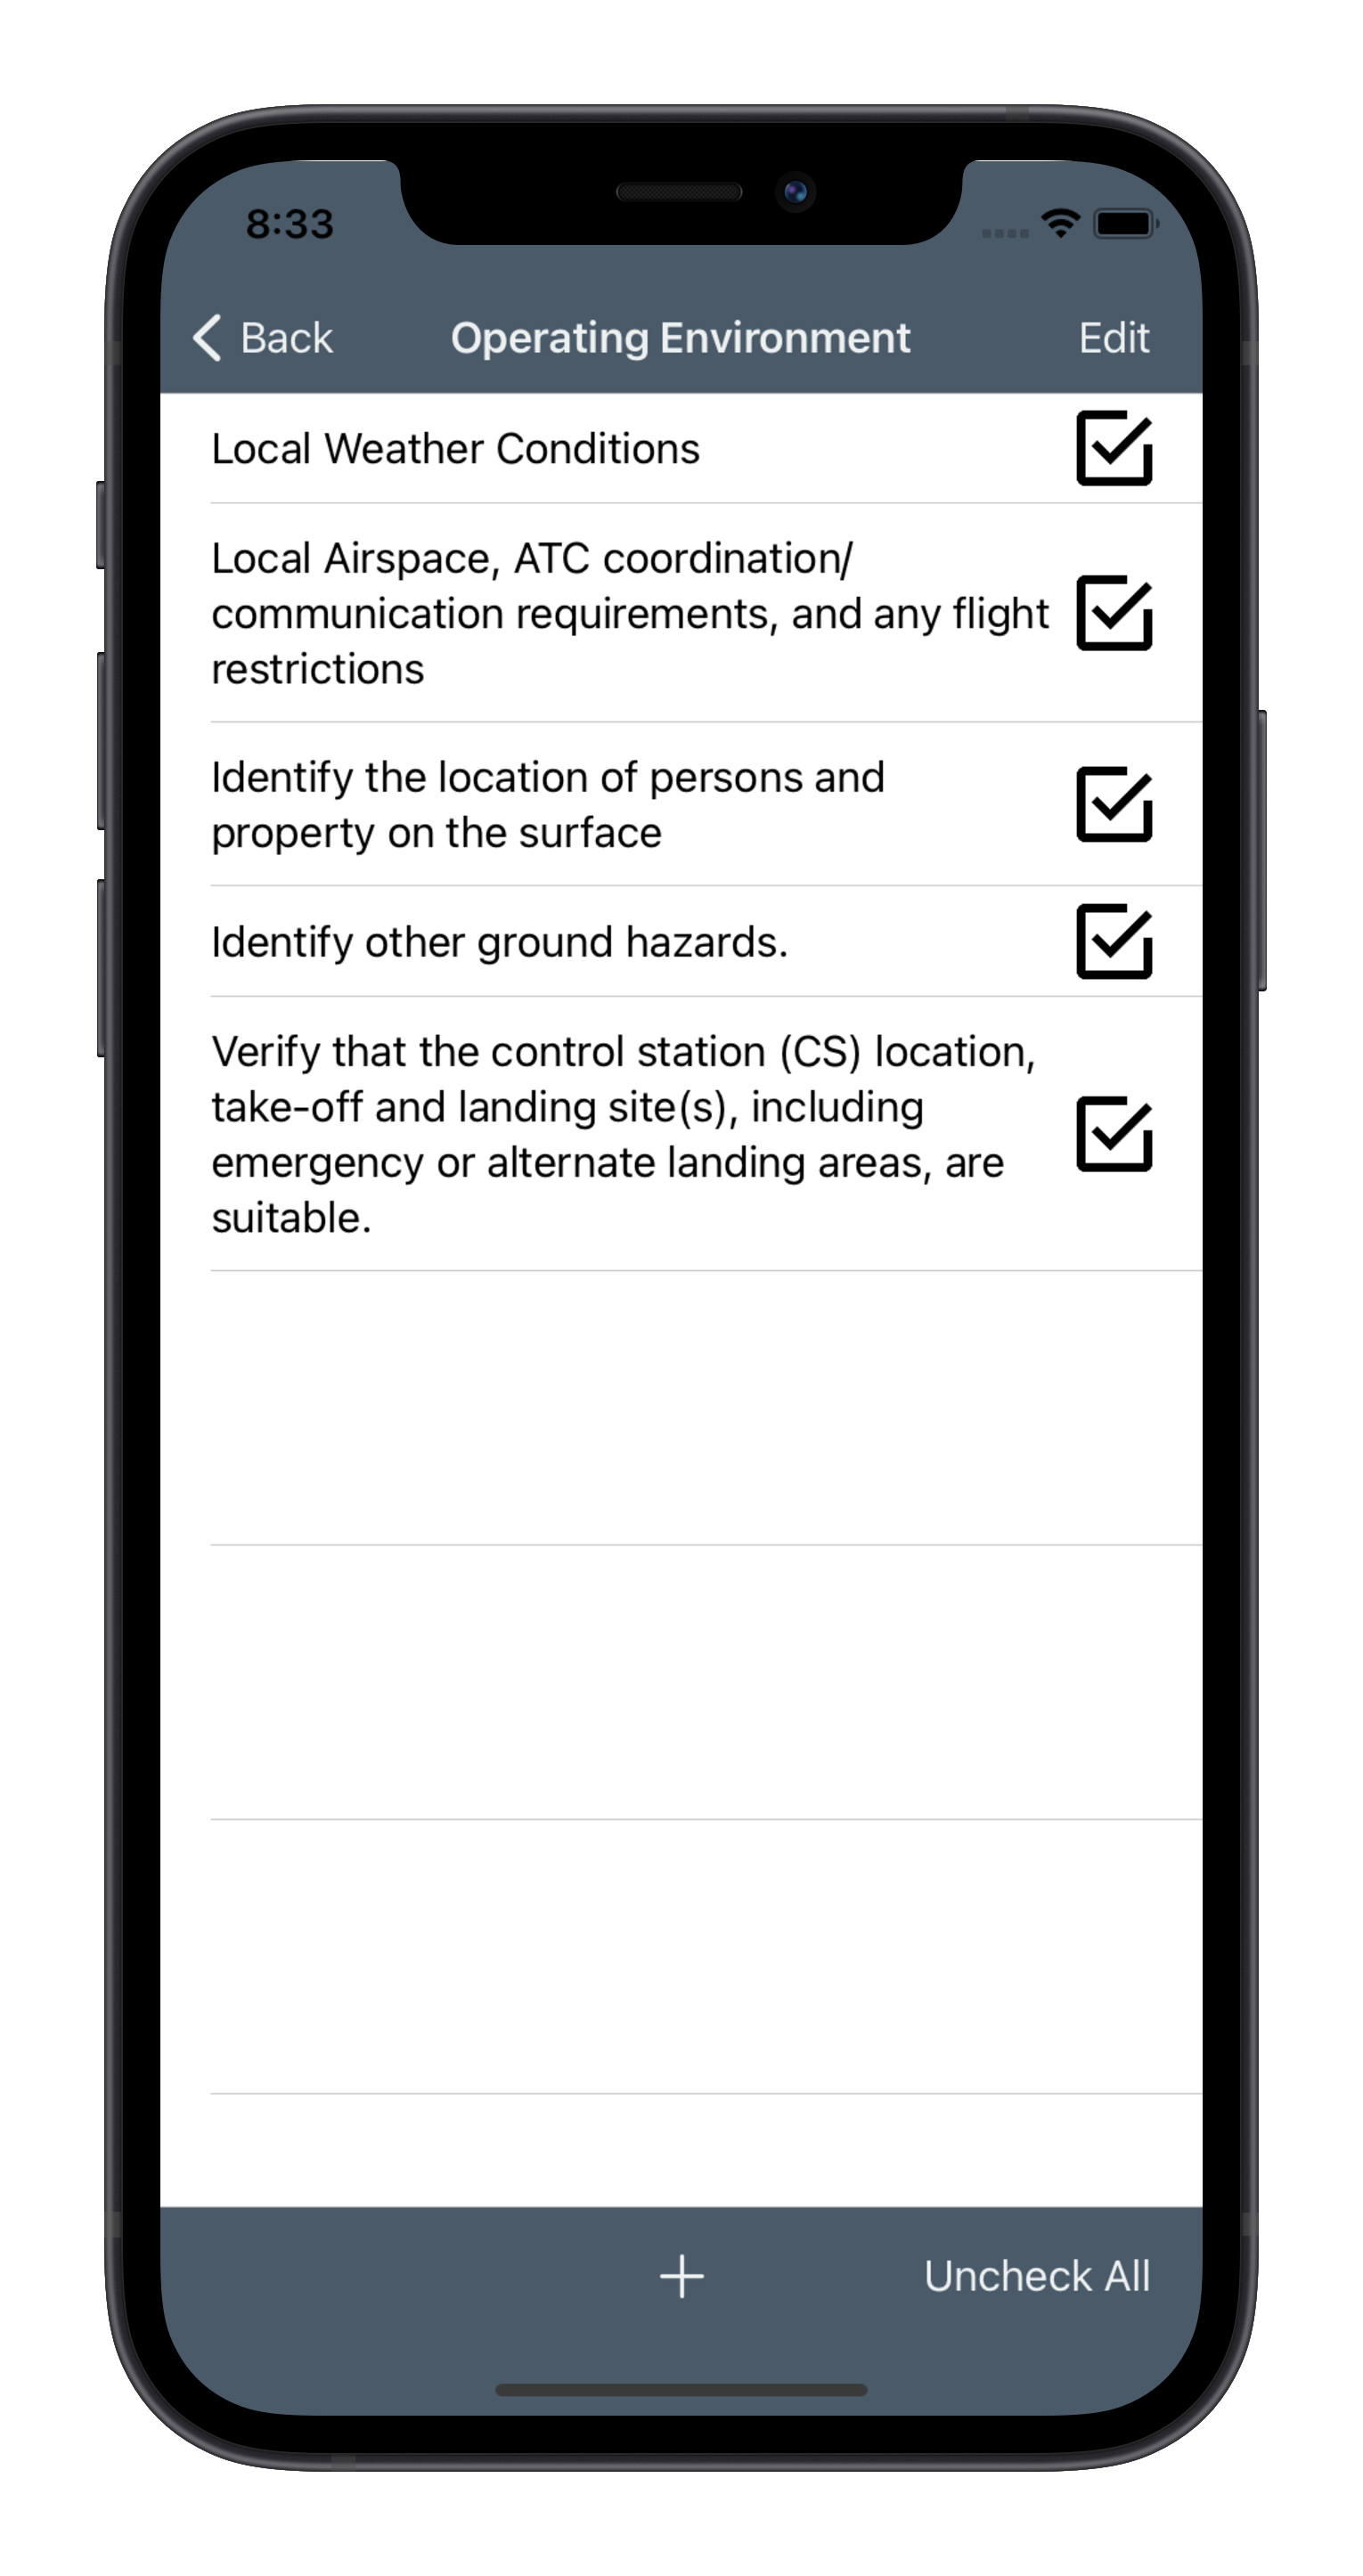 8:33
Back Operating Environment Edit
Local Weather Conditions
Local Airspace, ATC coordination/
communication requirements, and any flight
restrictions
Identify the location of persons and
property on the surface
Identify other ground hazards.
Verify that the control station (CS) location,
take-off and landing site(s), including
emergency or alternate landing areas, are
suitable.
Uncheck All